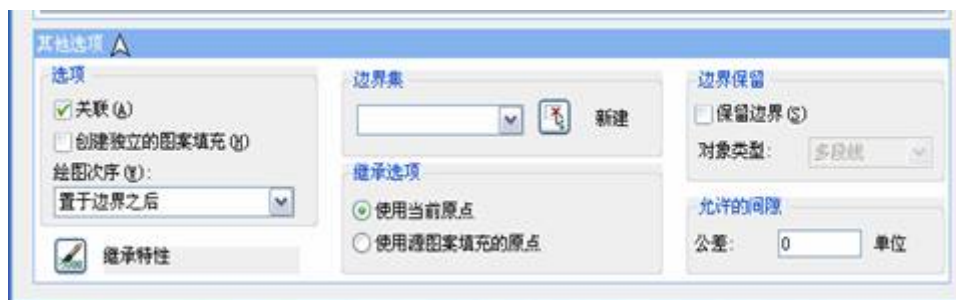 其他选项
选项
关联(A)
创建独立的图案填充(H)
绘图次序(W):
置于边界之后
继承特性
边界集
新建
继承选项
使用当前原点
使用源图案填充的原点
边界保留
保留边界(S)
对象类型: 多段线
允许的间隙
公差: 0 单位